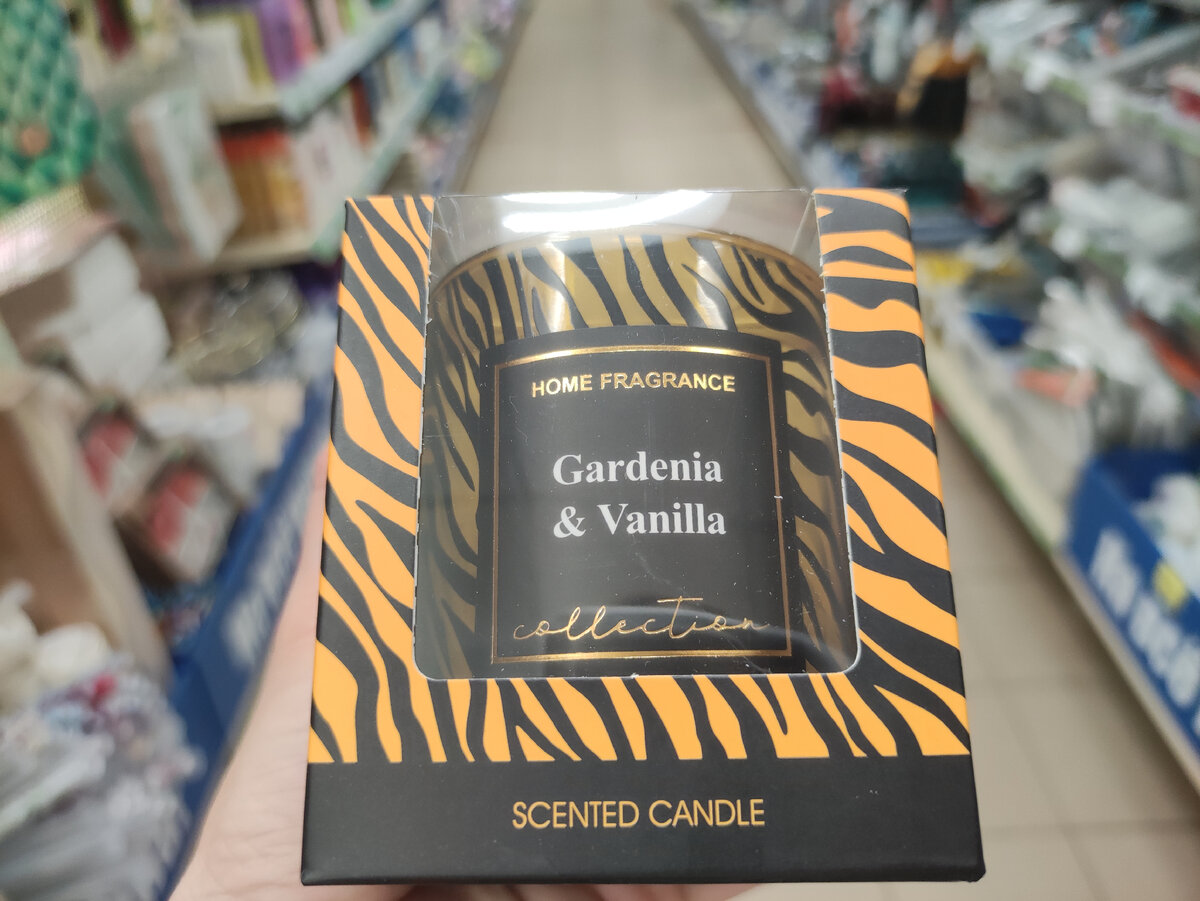 HOME FRAGRANCE
Gardenia
& Vanilla
collection
SCENTED CANDLE